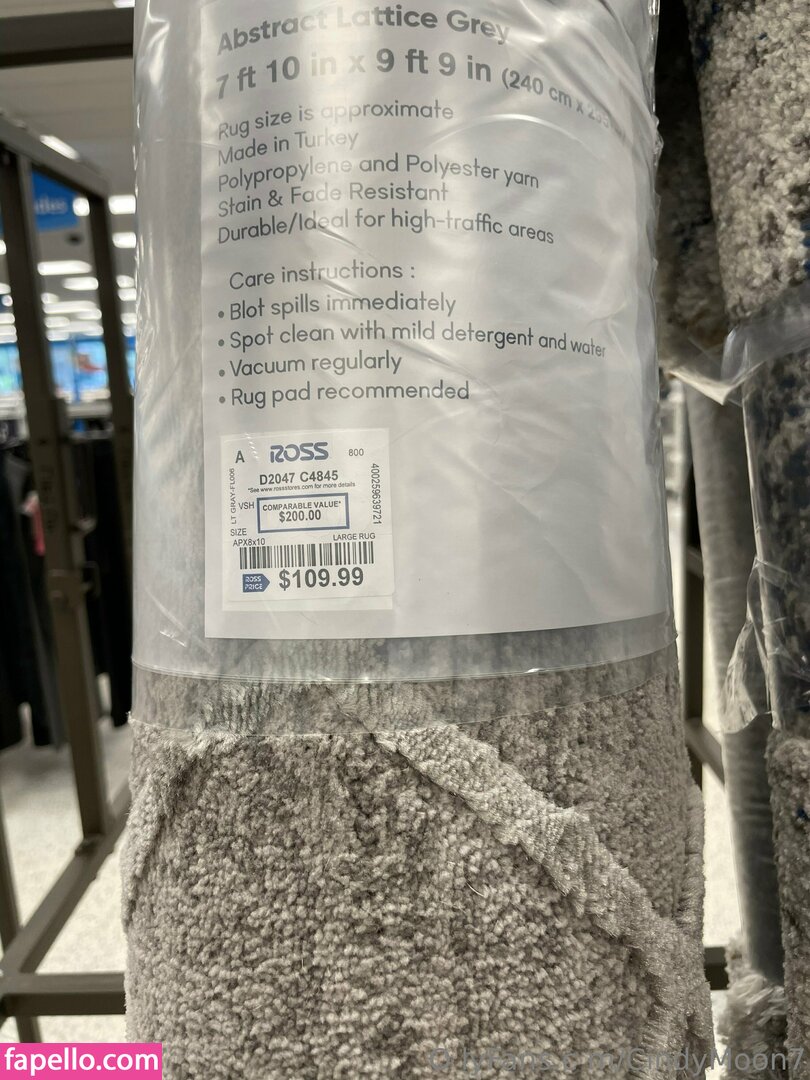 Abstract Lattice Grey
7 ft 10 in x 9 ft 9 in (240 cm x
Rug size is approximate
Made in Turkey
Polypropylene and Polyester yarn
Stain & Fade Resistant
Durable/Ideal for high-traffic areas
Care instructions :
• Blot spills immediately
• Spot clean with mild detergent and water
• Vacuum regularly
• Rug pad recommended
A ROSS 800
D2047 C4845
*See www.rossstores.com for more details
LT GRAY-FL006
VSH
COMPARABLE VALUE*
$200.00
400259639721
SIZE
APX8x10 LARGE RUG
ROSS PRICE $109.99
fapello.com